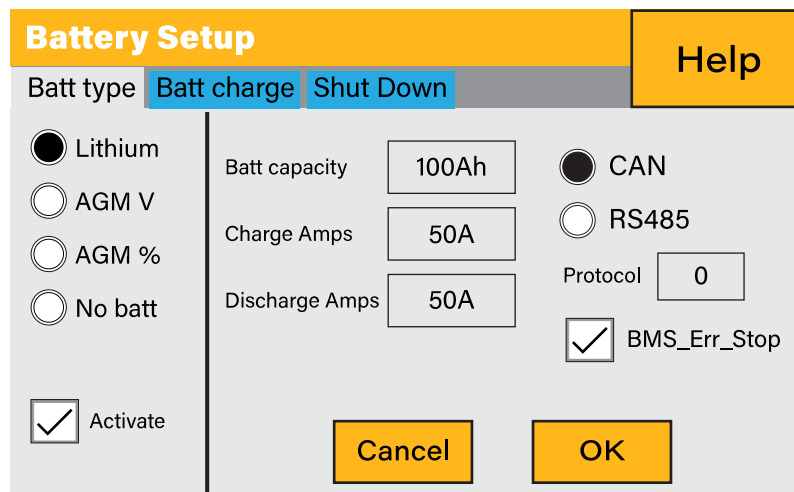 Battery Setup
Help
Batt type
Batt charge
Shut Down
Lithium
AGM V
AGM %
No batt
Activate
Batt capacity 100Ah
Charge Amps 50A
Discharge Amps 50A
CAN
RS485
Protocol 0
BMS_Err_Stop
Cancel
OK